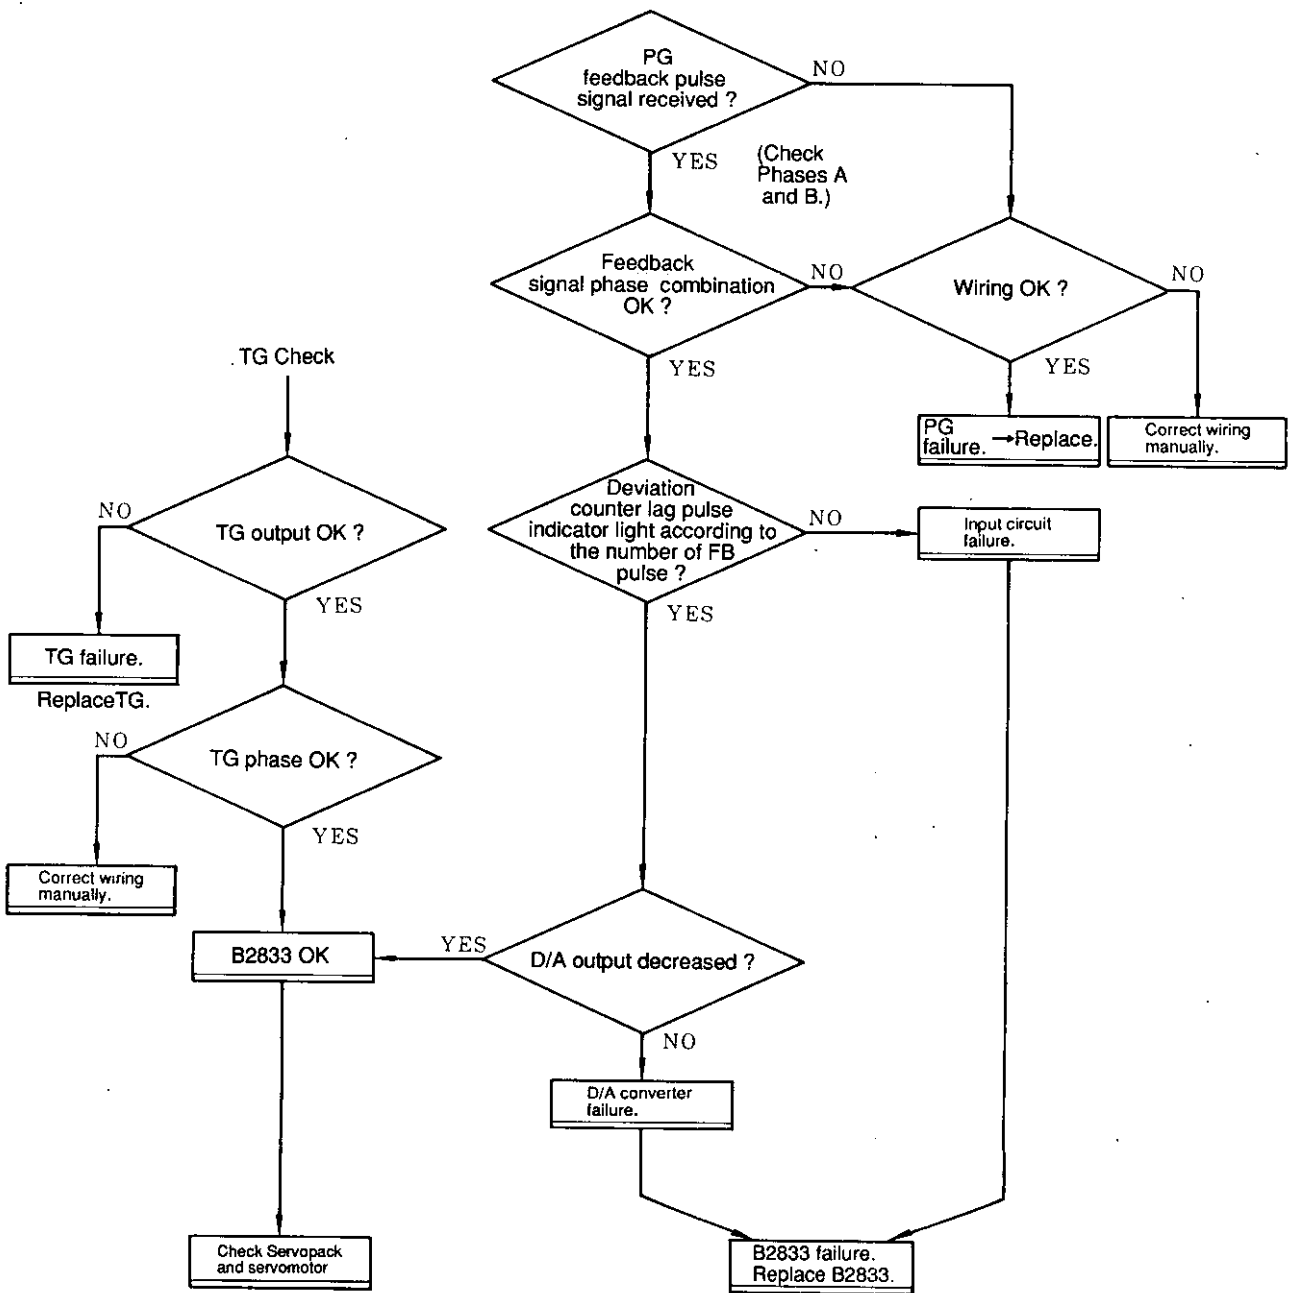 PG
feedback pulse
signal received ?
NO
YES
(Check
Phases A
and B.)
Feedback
signal phase combination
OK ?
NO
Wiring OK ?
NO
YES
YES
PG
failure. →Replace.
Correct wiring
manually.
TG Check
TG output OK ?
NO
YES
TG failure.
ReplaceTG.
TG phase OK ?
NO
YES
Correct wiring
manually.
Deviation
counter lag pulse
indicator light according to
the number of FB
pulse ?
NO
YES
Input circuit
failure.
D/A output decreased ?
YES
NO
B2833 OK
D/A converter
failure.
Check Servopack
and servomotor
B2833 failure.
Replace B2833.